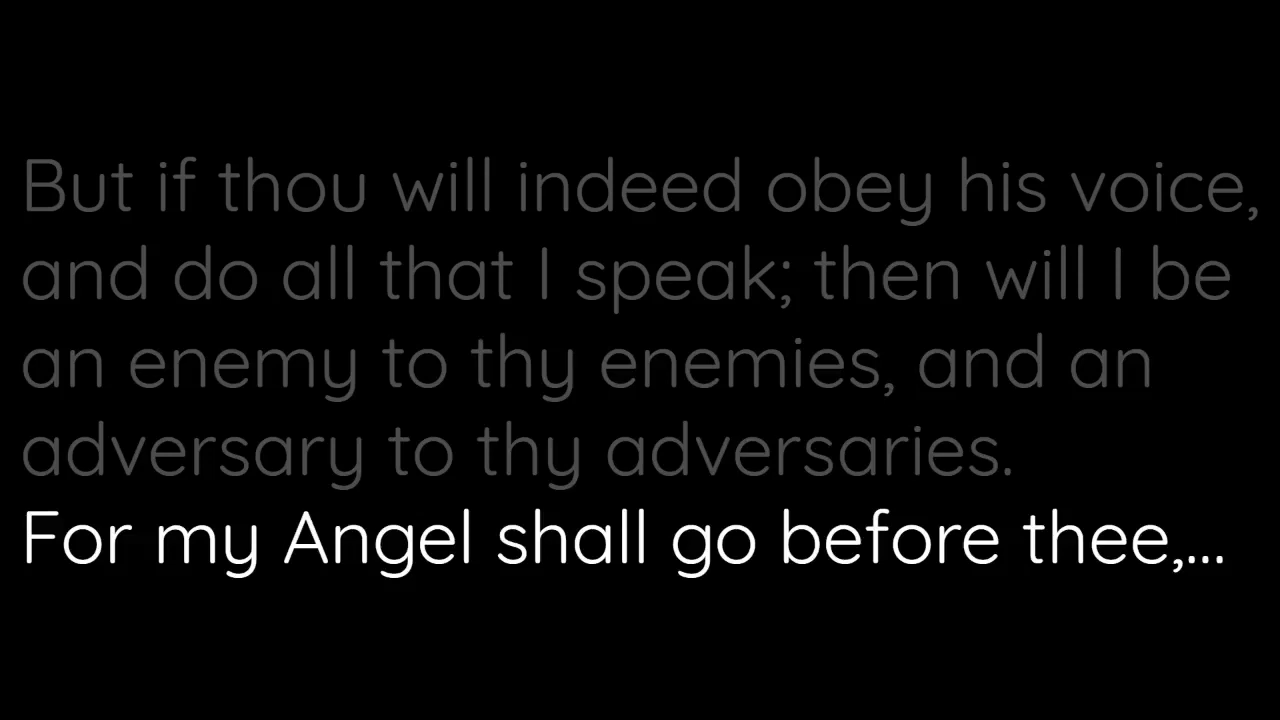 But if thou will indeed obey his voice,
and do all that I speak; then will I be
an enemy to thy enemies, and an
adversary to thy adversaries.
For my Angel shall go before thee,...